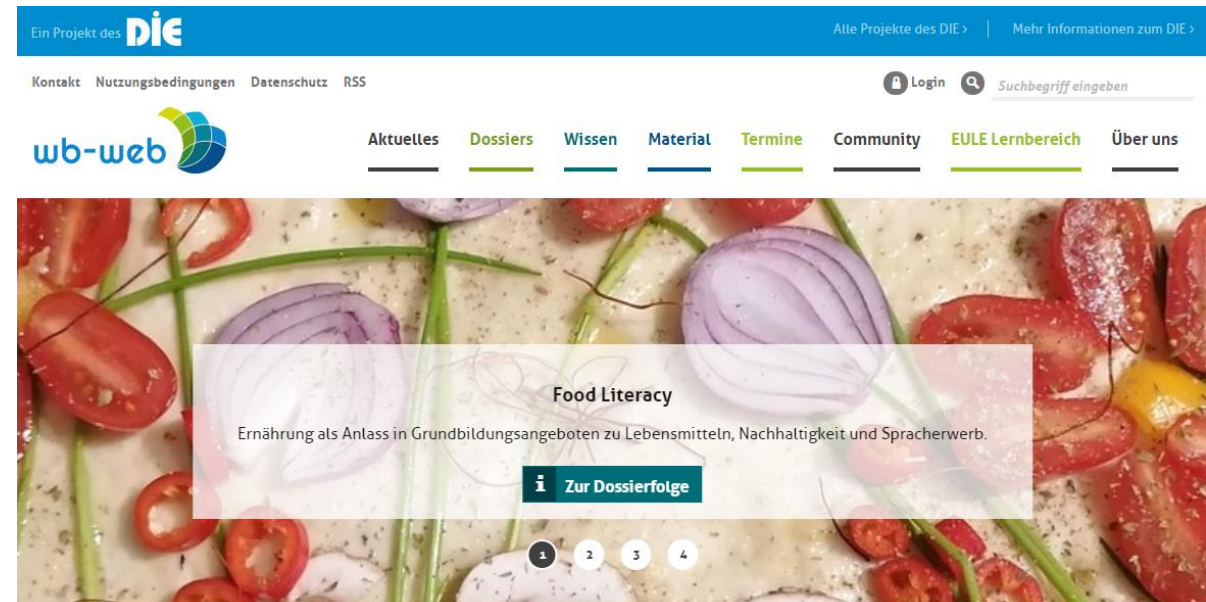 Ein Projekt des DIE
Alle Projekte des DIE > | Mehr Informationen zum DIE >
Kontakt Nutzungsbedingungen Datenschutz RSS
Login Suchbegriff eingeben
wb-web
Aktuelles Dossiers Wissen Material Termine Community EULE Lernbereich Über uns
Food Literacy
Ernährung als Anlass in Grundbildungsangeboten zu Lebensmitteln, Nachhaltigkeit und Spracherwerb.
i Zur Dossierfolge
1 2 3 4